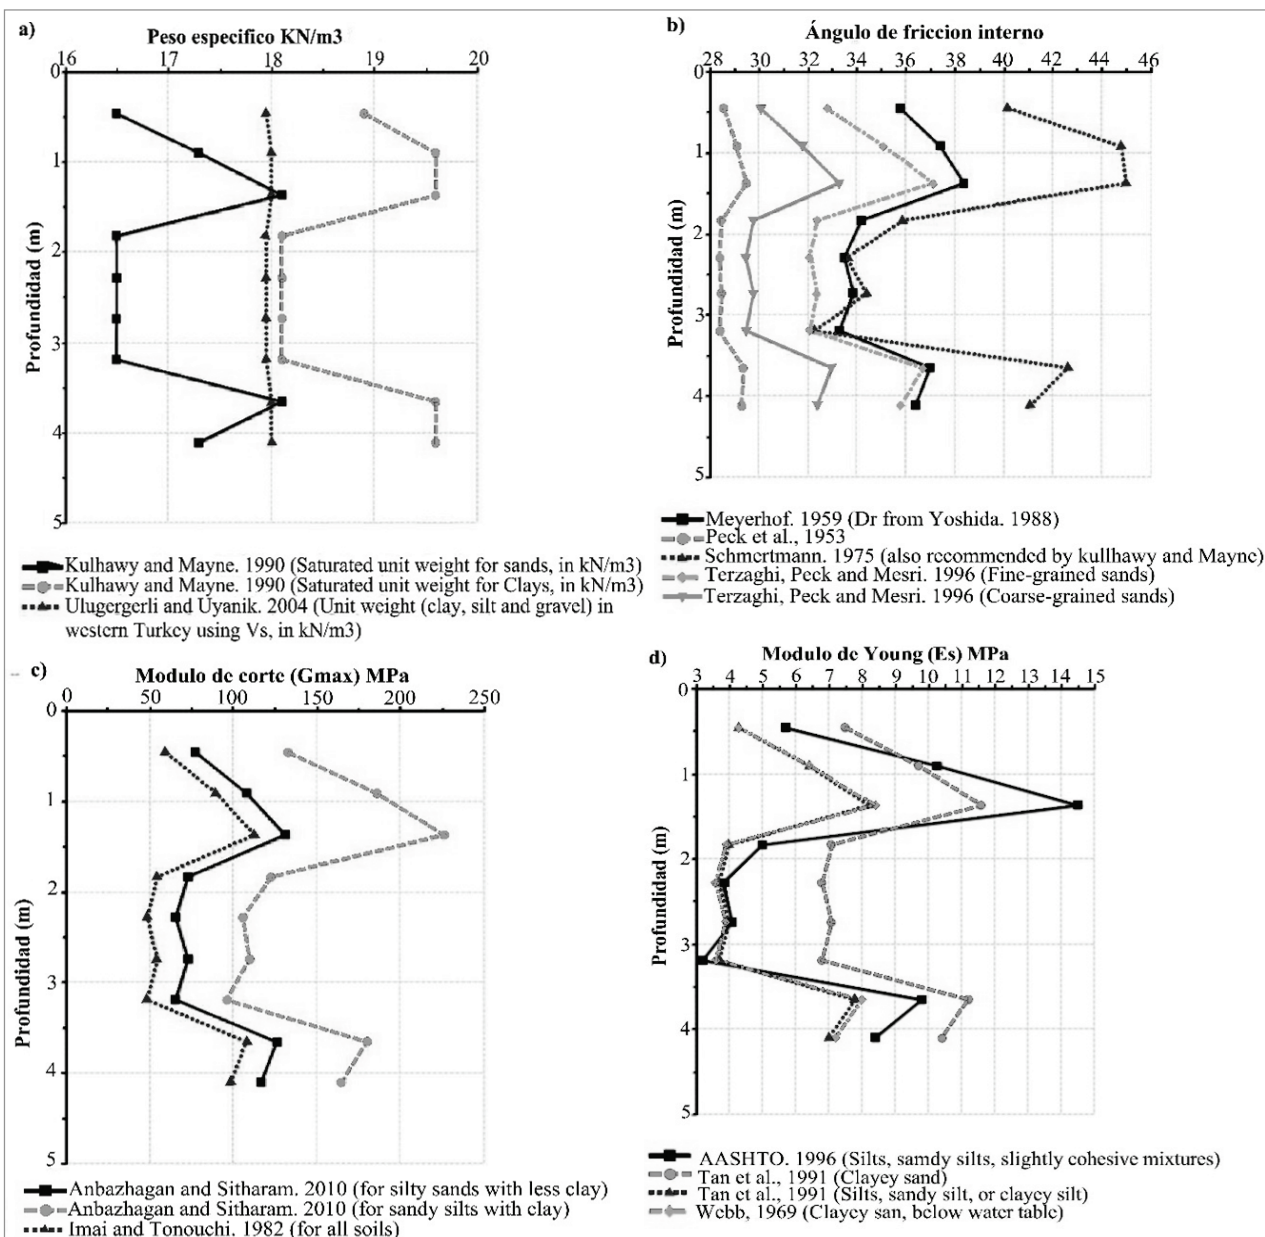 a)
Peso especifico KN/m3
16 17 18 19 20
0
1
2
3
4
5
Profundidad (m)
Kulhawy and Mayne. 1990 (Saturated unit weight for sands, in kN/m3)
Kulhawy and Mayne. 1990 (Saturated unit weight for Clays, in kN/m3)
Ulugergerli and Uyanik. 2004 (Unit weight (clay, silt and gravel) in
western Turkey using Vs, in kN/m3)
b)
Ángulo de friccion interno
28 30 32 34 36 38 40 42 44 46
0
1
2
3
4
5
Profundidad (m)
Meyerhof. 1959 (Dr from Yoshida. 1988)
Peck et al., 1953
Schmertmann. 1975 (also recommended by kullhawy and Mayne)
Terzaghi, Peck and Mesri. 1996 (Fine-grained sands)
Terzaghi, Peck and Mesri. 1996 (Coarse-grained sands)
c)
Modulo de corte (Gmax) MPa
0 50 100 150 200 250
0
1
2
3
4
5
Profundidad (m)
Anbazhagan and Sitharam. 2010 (for silty sands with less clay)
Anbazhagan and Sitharam. 2010 (for sandy silts with clay)
Imai and Tonouchi. 1982 (for all soils)
d)
Modulo de Young (Es) MPa
3 4 5 6 7 8 9 10 11 12 13 14 15
0
1
2
3
4
5
Profundidad (m)
AASHTO. 1996 (Silts, samdy silts, slightly cohesive mixtures)
Tan et al., 1991 (Clayey sand)
Tan et al., 1991 (Silts, sandy silt, or clayey silt)
Webb, 1969 (Clayey san, below water table)